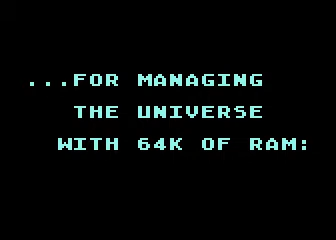 ...FOR MANAGING
THE UNIVERSE
WITH 64K OF RAM: